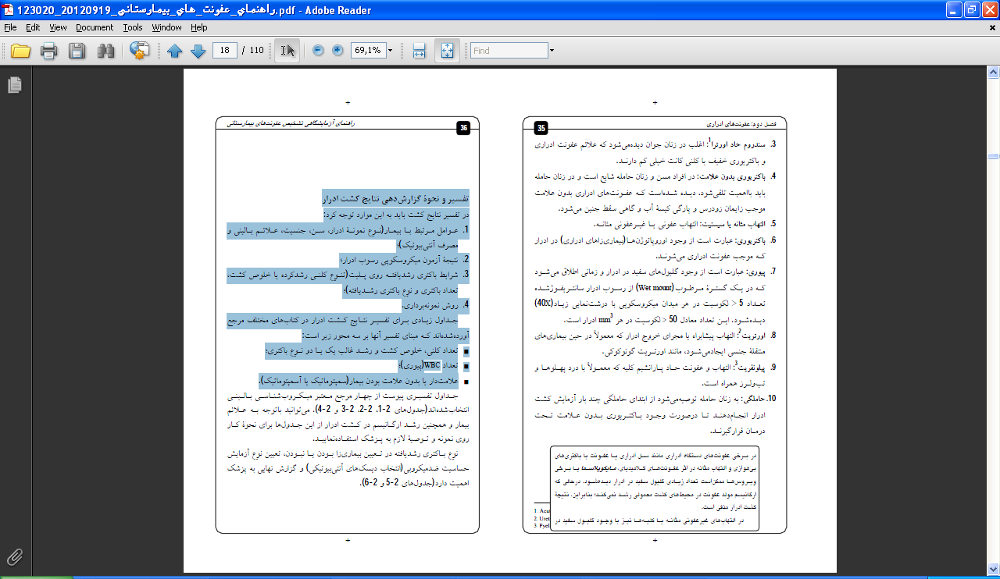 123020_20120919_راهنماي_عفونت_هاي_بيمارستاني.pdf - Adobe Reader
File Edit View Document Tools Window Help
18 / 110 69,1% Find
35 فصل دوم: عفونت‌های ادراری
3. سندروم حاد اورترا1: اغلب در زنان جوان دیده‌می‌شود که علائم عفونت ادراری
و باکتریوری خفیف با کلنی کانت خیلی کم دارند.
4. باکتریوری بدون علامت: در افراد مسن و زنان حامله شایع است و در زنان حامله
باید بااهمیت تلقی‌شود. دیده شده‌است که عفونت‌های ادراری بدون علامت
موجب زایمان زودرس و پارگی کیسهٔ آب و گاهی سقط جنین می‌شود.
5. التهاب مثانه یا سیستیت: التهاب عفونی یا غیرعفونی مثانه.
6. باکتریوری: عبارت است از وجود اوروپاتوژن‌ها(بیماری‌زاهای ادراری) در ادرار
که موجب عفونت ادراری می‌شوند.
7. پیوری: عبارت است از وجود گلبول‌های سفید در ادرار و زمانی اطلاق می‌شود
که در یک گسترهٔ مرطوب(Wet mount) از رسوب ادرار سانتریفوژشده
تعداد 5 < لکوسیت در هر میدان میکروسکوپی با درشت‌نمایی زیاد(40X)
دیده‌شود. این تعداد معادل 50 < لکوسیت در هر mm3 ادرار است.
8. اورتریت2: التهاب پیشابراه یا مجرای خروج ادرار که معمولاً در حین بیماری‌های
منتقلهٔ جنسی ایجادمی‌شود، مانند اورتریت گونوکوکی.
9. پیلونفریت3: التهاب و عفونت حاد پارانشیم کلیه که معمولاً با درد پهلوها و
تب‌ولرز همراه است.
10. حاملگی: به زنان حامله توصیه‌می‌شود از ابتدای حاملگی چند بار آزمایش کشت
ادرار انجام‌دهند تا درصورت وجود باکتریوری بدون علامت تحت
درمان قرارگیرند.
در برخی عفونت‌های دستگاه ادراری مانند سل ادراری یا عفونت با باکتری‌های
بی‌هوازی و التهاب مثانه در اثر عفونت‌های کلامیدیای، مایکوپلاسما یا برخی
ویروس‌ها ممکن‌است تعداد زیادی گلبول سفید در ادرار دیده‌شود، درحالی که
ارگانیسم مولد عفونت در محیط‌های کشت معمولی رشد نمی‌کند؛ بنابراین، نتیجهٔ
کشت ادرار منفی است.
در التهاب‌های غیرعفونی مثانه یا کلیه‌ها نیز با وجود گلبول سفید در
1. Acut
2. Uret
3. Pyel
36 راهنمای آزمایشگاهی تشخیص عفونت‌های بیمارستانی
تفسیر و نحوهٔ گزارش‌دهی نتایج کشت ادرار
در تفسیر نتایج کشت باید به این موارد توجه کرد:
1. عوامل مرتبط با بیمار(نوع نمونهٔ ادرار، سن، جنسیت، علائم بالینی و
مصرف آنتی‌بیوتیک)؛
2. نتیجهٔ آزمون میکروسکوپی رسوب ادرار؛
3. شرایط باکتری رشدیافته روی پلیت(تنوع کلنی رشدکرده یا خلوص کشت،
تعداد باکتری و نوع باکتری رشدیافته)؛
4. روش نمونه‌برداری.
جداول زیادی برای تفسیر نتایج کشت ادرار در کتاب‌های مختلف مرجع
آورده‌شده‌اند که مبنای تفسیر آنها بر سه محور زیر است:
■ تعداد کلنی، خلوص کشت و رشد غالب یک یا دو نوع باکتری؛
■ تعداد WBC(پیوری)؛
■ علامت‌دار یا بدون علامت بودن بیمار(سمپتوماتیک یا آسمپتوماتیک).
جداول تفسیری پیوست از چهار مرجع معتبر میکروب‌شناسی بالینی
انتخاب‌شده‌اند(جدول‌های 2-1، 2-2، 2-3 و 2-4). می‌توانید باتوجه به علائم
بیمار و همچنین رشد ارگانیسم در کشت ادرار از این جدول‌ها برای نحوهٔ کار
روی نمونه و توصیهٔ لازم به پزشک استفاده‌نمایید.
نوع باکتری رشدیافته در تعیین بیماری‌زا بودن یا نبودن، تعیین نوع آزمایش
حساسیت ضدمیکروبی(انتخاب دیسک‌های آنتی‌بیوتیکی) و گزارش نهایی به پزشک
اهمیت دارد(جدول‌های 2-5 و 2-6).